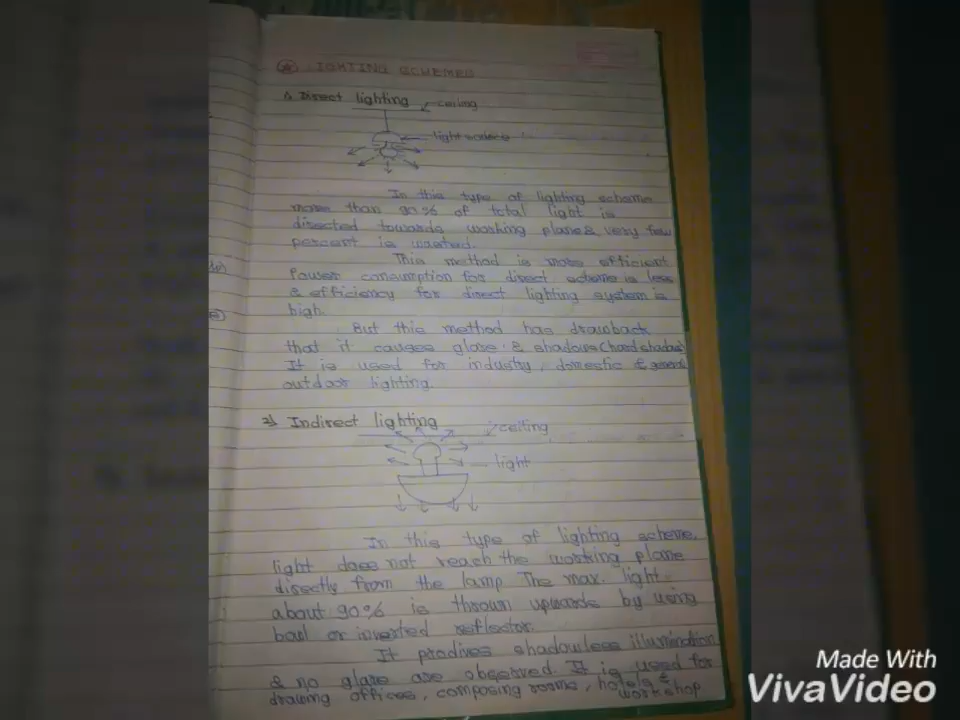 LIGHTING SCHEMES
1) Direct lighting
ceiling
light source
In this type of lighting scheme
more than 90% of total light is
directed towards working plane & very few
percent is wasted.
This method is more efficient
Power consumption for direct scheme is less
& efficiency for direct lighting system is
high.
But this method has drawback
that it causes glare & shadows (hard shadow)
It is used for industry, domestic & general
outdoor lighting.
2) Indirect lighting
ceiling
light
In this type of lighting scheme,
light does not reach the working plane
directly from the lamp The max. light
about 90% is thrown upwards by using
bowl or inverted reflector.
It prodives shadowless illumination
& no glare are observed. It is used for
drawing offices, composing rooms, hotels &
workshop
Made With
VivaVideo